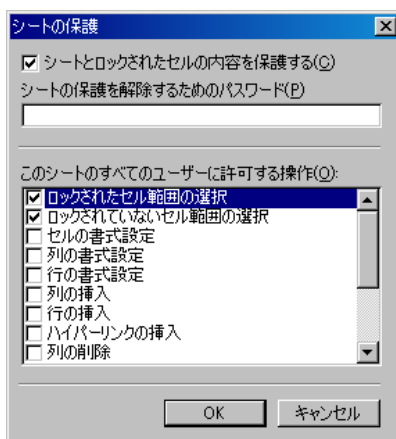 シートの保護
シートとロックされたセルの内容を保護する(C)
シートの保護を解除するためのパスワード(P)
このシートのすべてのユーザーに許可する操作(O):
ロックされたセル範囲の選択
ロックされていないセル範囲の選択
セルの書式設定
列の書式設定
行の書式設定
列の挿入
行の挿入
ハイパーリンクの挿入
列の削除
OK
キャンセル